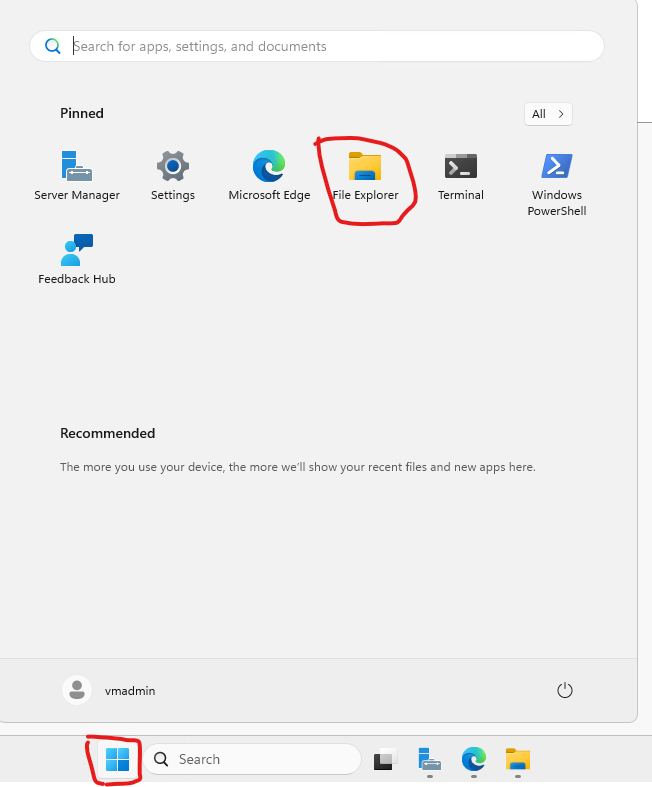 Search for apps, settings, and documents
Pinned
All
Server Manager
Settings
Microsoft Edge
File Explorer
Terminal
Windows
PowerShell
Feedback Hub
Recommended
The more you use your device, the more we'll show your recent files and new apps here.
vmadmin
Search